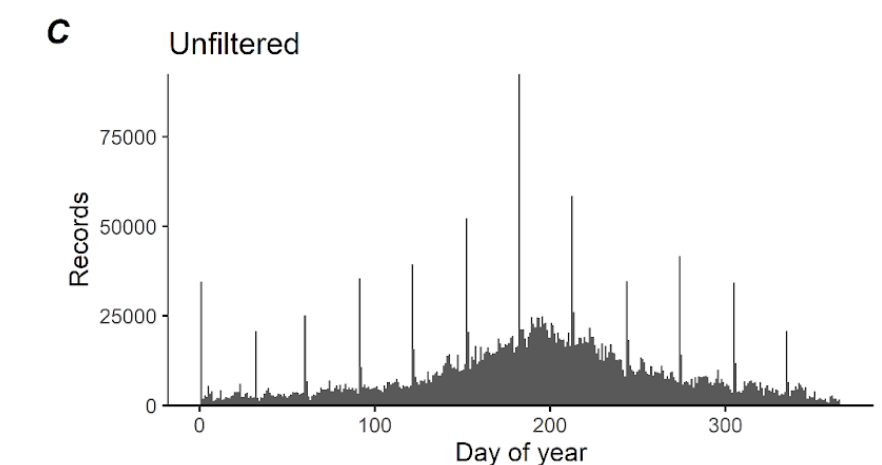 C
Unfiltered
75000
50000
25000
0
Records
0 100 200 300
Day of year